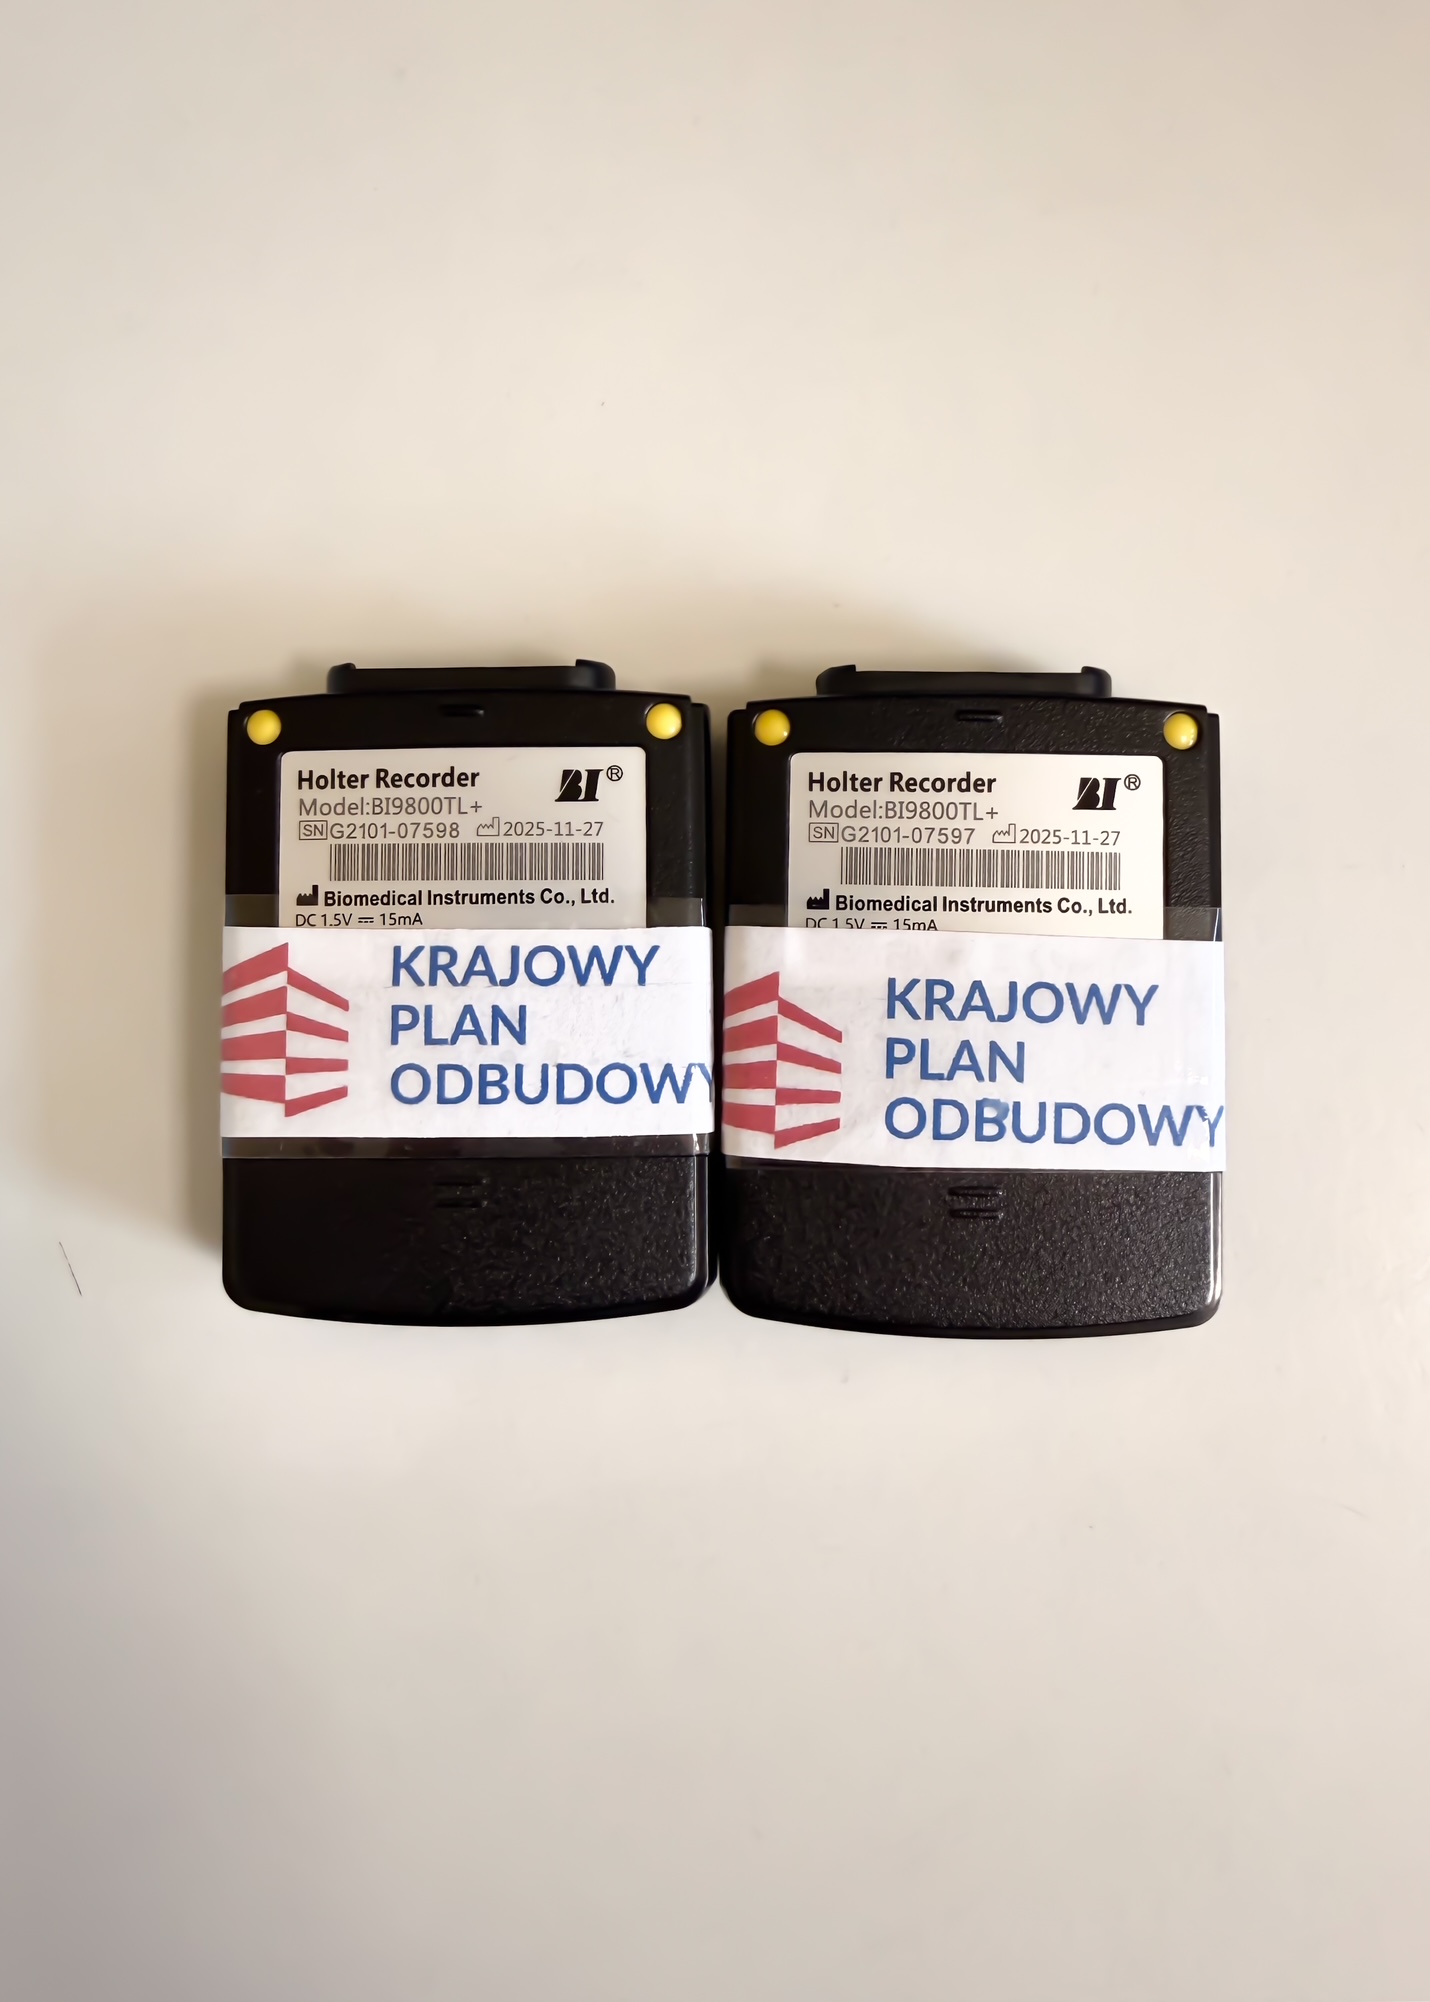 Holter Recorder
BI®
Model:BI9800TL+
SN G2101-07598 2025-11-27
Biomedical Instruments Co., Ltd.
DC 1.5V 15mA
KRAJOWY
PLAN
ODBUDOWY
Holter Recorder
BI®
Model:BI9800TL+
SN G2101-07597 2025-11-27
Biomedical Instruments Co., Ltd.
DC 1.5V 15mA
KRAJOWY
PLAN
ODBUDOWY